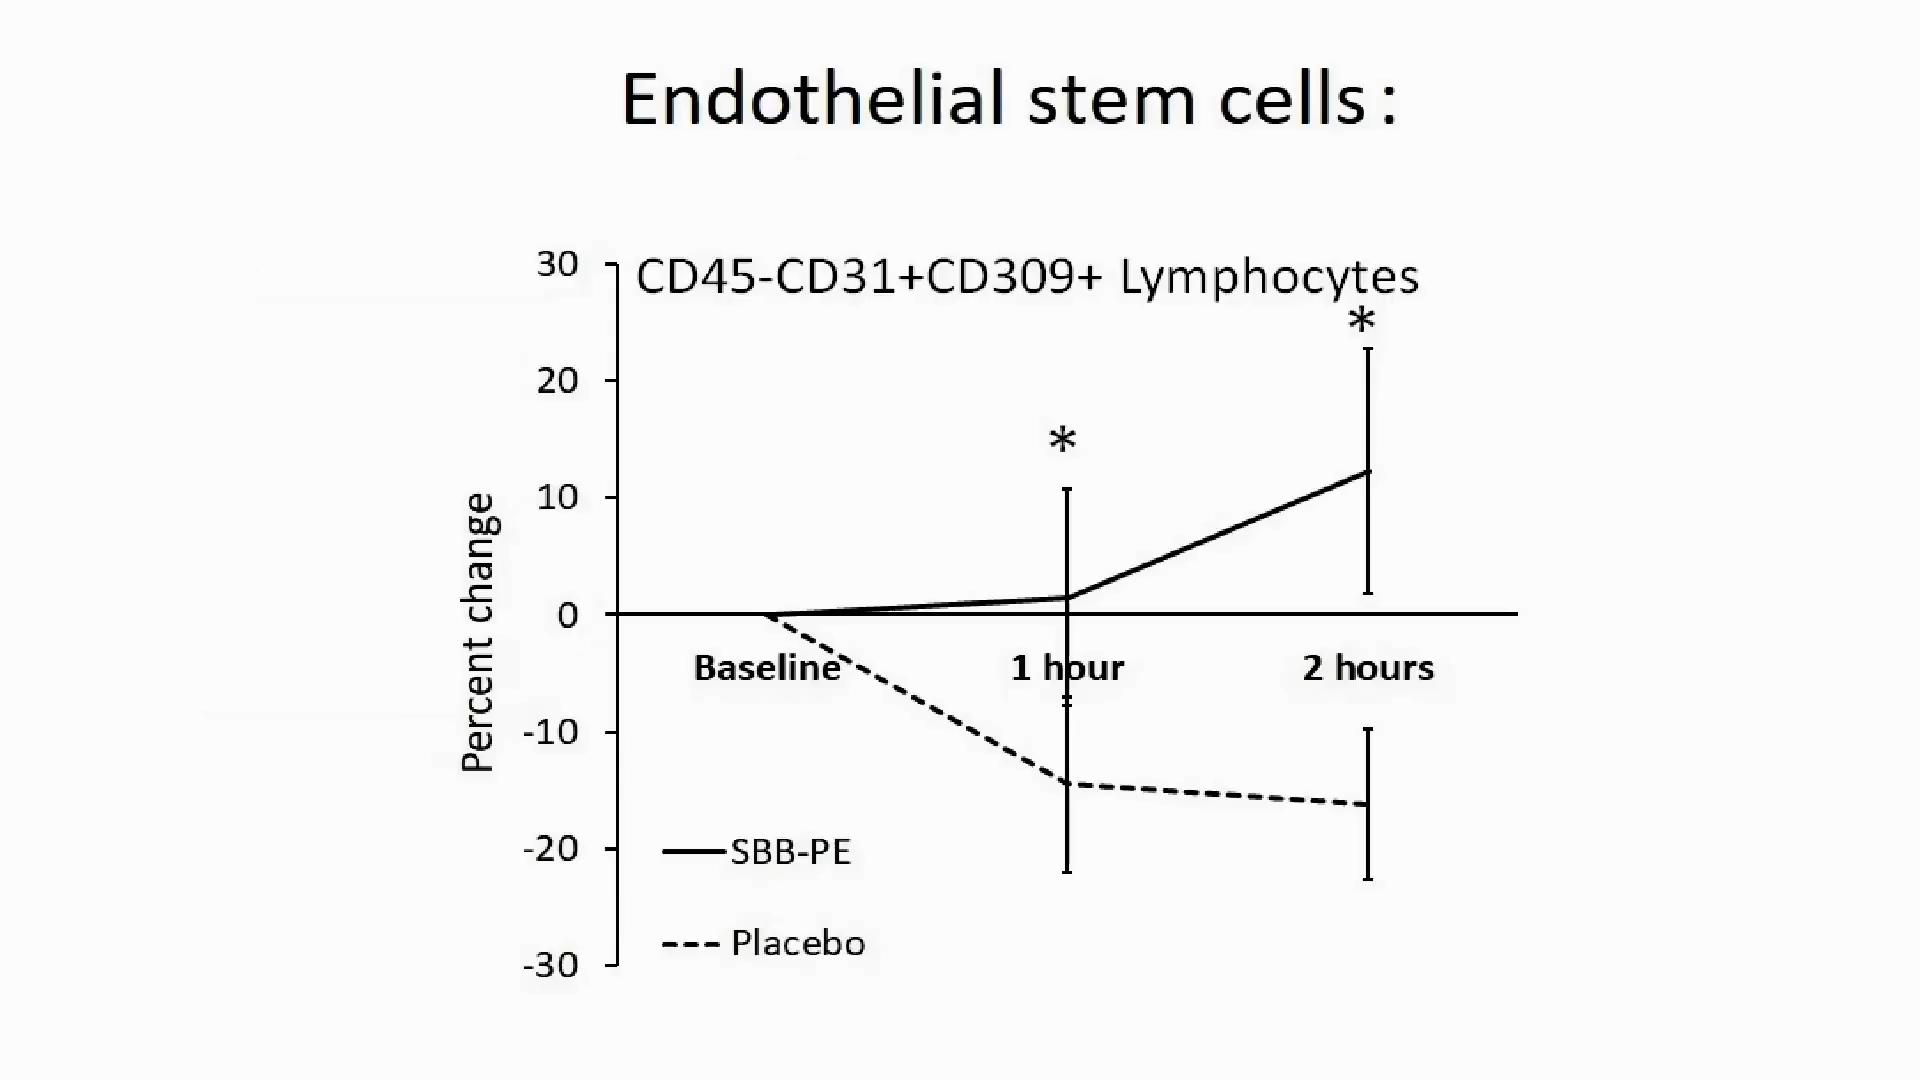 Endothelial stem cells:
CD45-CD31+CD309+ Lymphocytes
*
*
30
20
10
0
-10
-20
-30
Percent change
Baseline
1 hour
2 hours
SBB-PE
Placebo